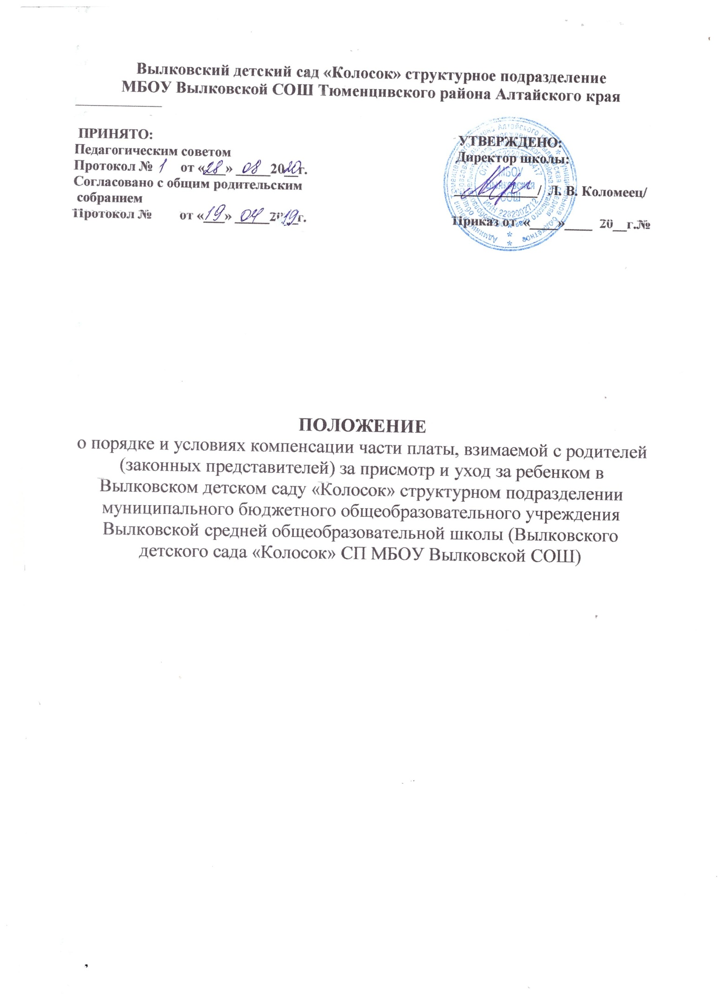 Вылковский детский сад «Колосок» структурное подразделение
МБОУ Вылковской СОШ Тюменцнвского района Алтайского края
ПРИНЯТО:
Педагогическим советом
Протокол № 1 от «28» 08 2020г.
Согласовано с общим родительским
собранием
Протокол № от «19» 04 2019г.
УТВЕРЖДЕНО:
Директор школы:
/ Л. В. Коломеец/
Приказ от «____»____ 20__г.№
МБОУ
Вылковская
СОШ
ИНН 2282002712
ПОЛОЖЕНИЕ
о порядке и условиях компенсации части платы, взимаемой с родителей
(законных представителей) за присмотр и уход за ребенком в
Вылковском детском саду «Колосок» структурном подразделении
муниципального бюджетного общеобразовательного учреждения
Вылковской средней общеобразовательной школы (Вылковского
детского сада «Колосок» СП МБОУ Вылковской СОШ)